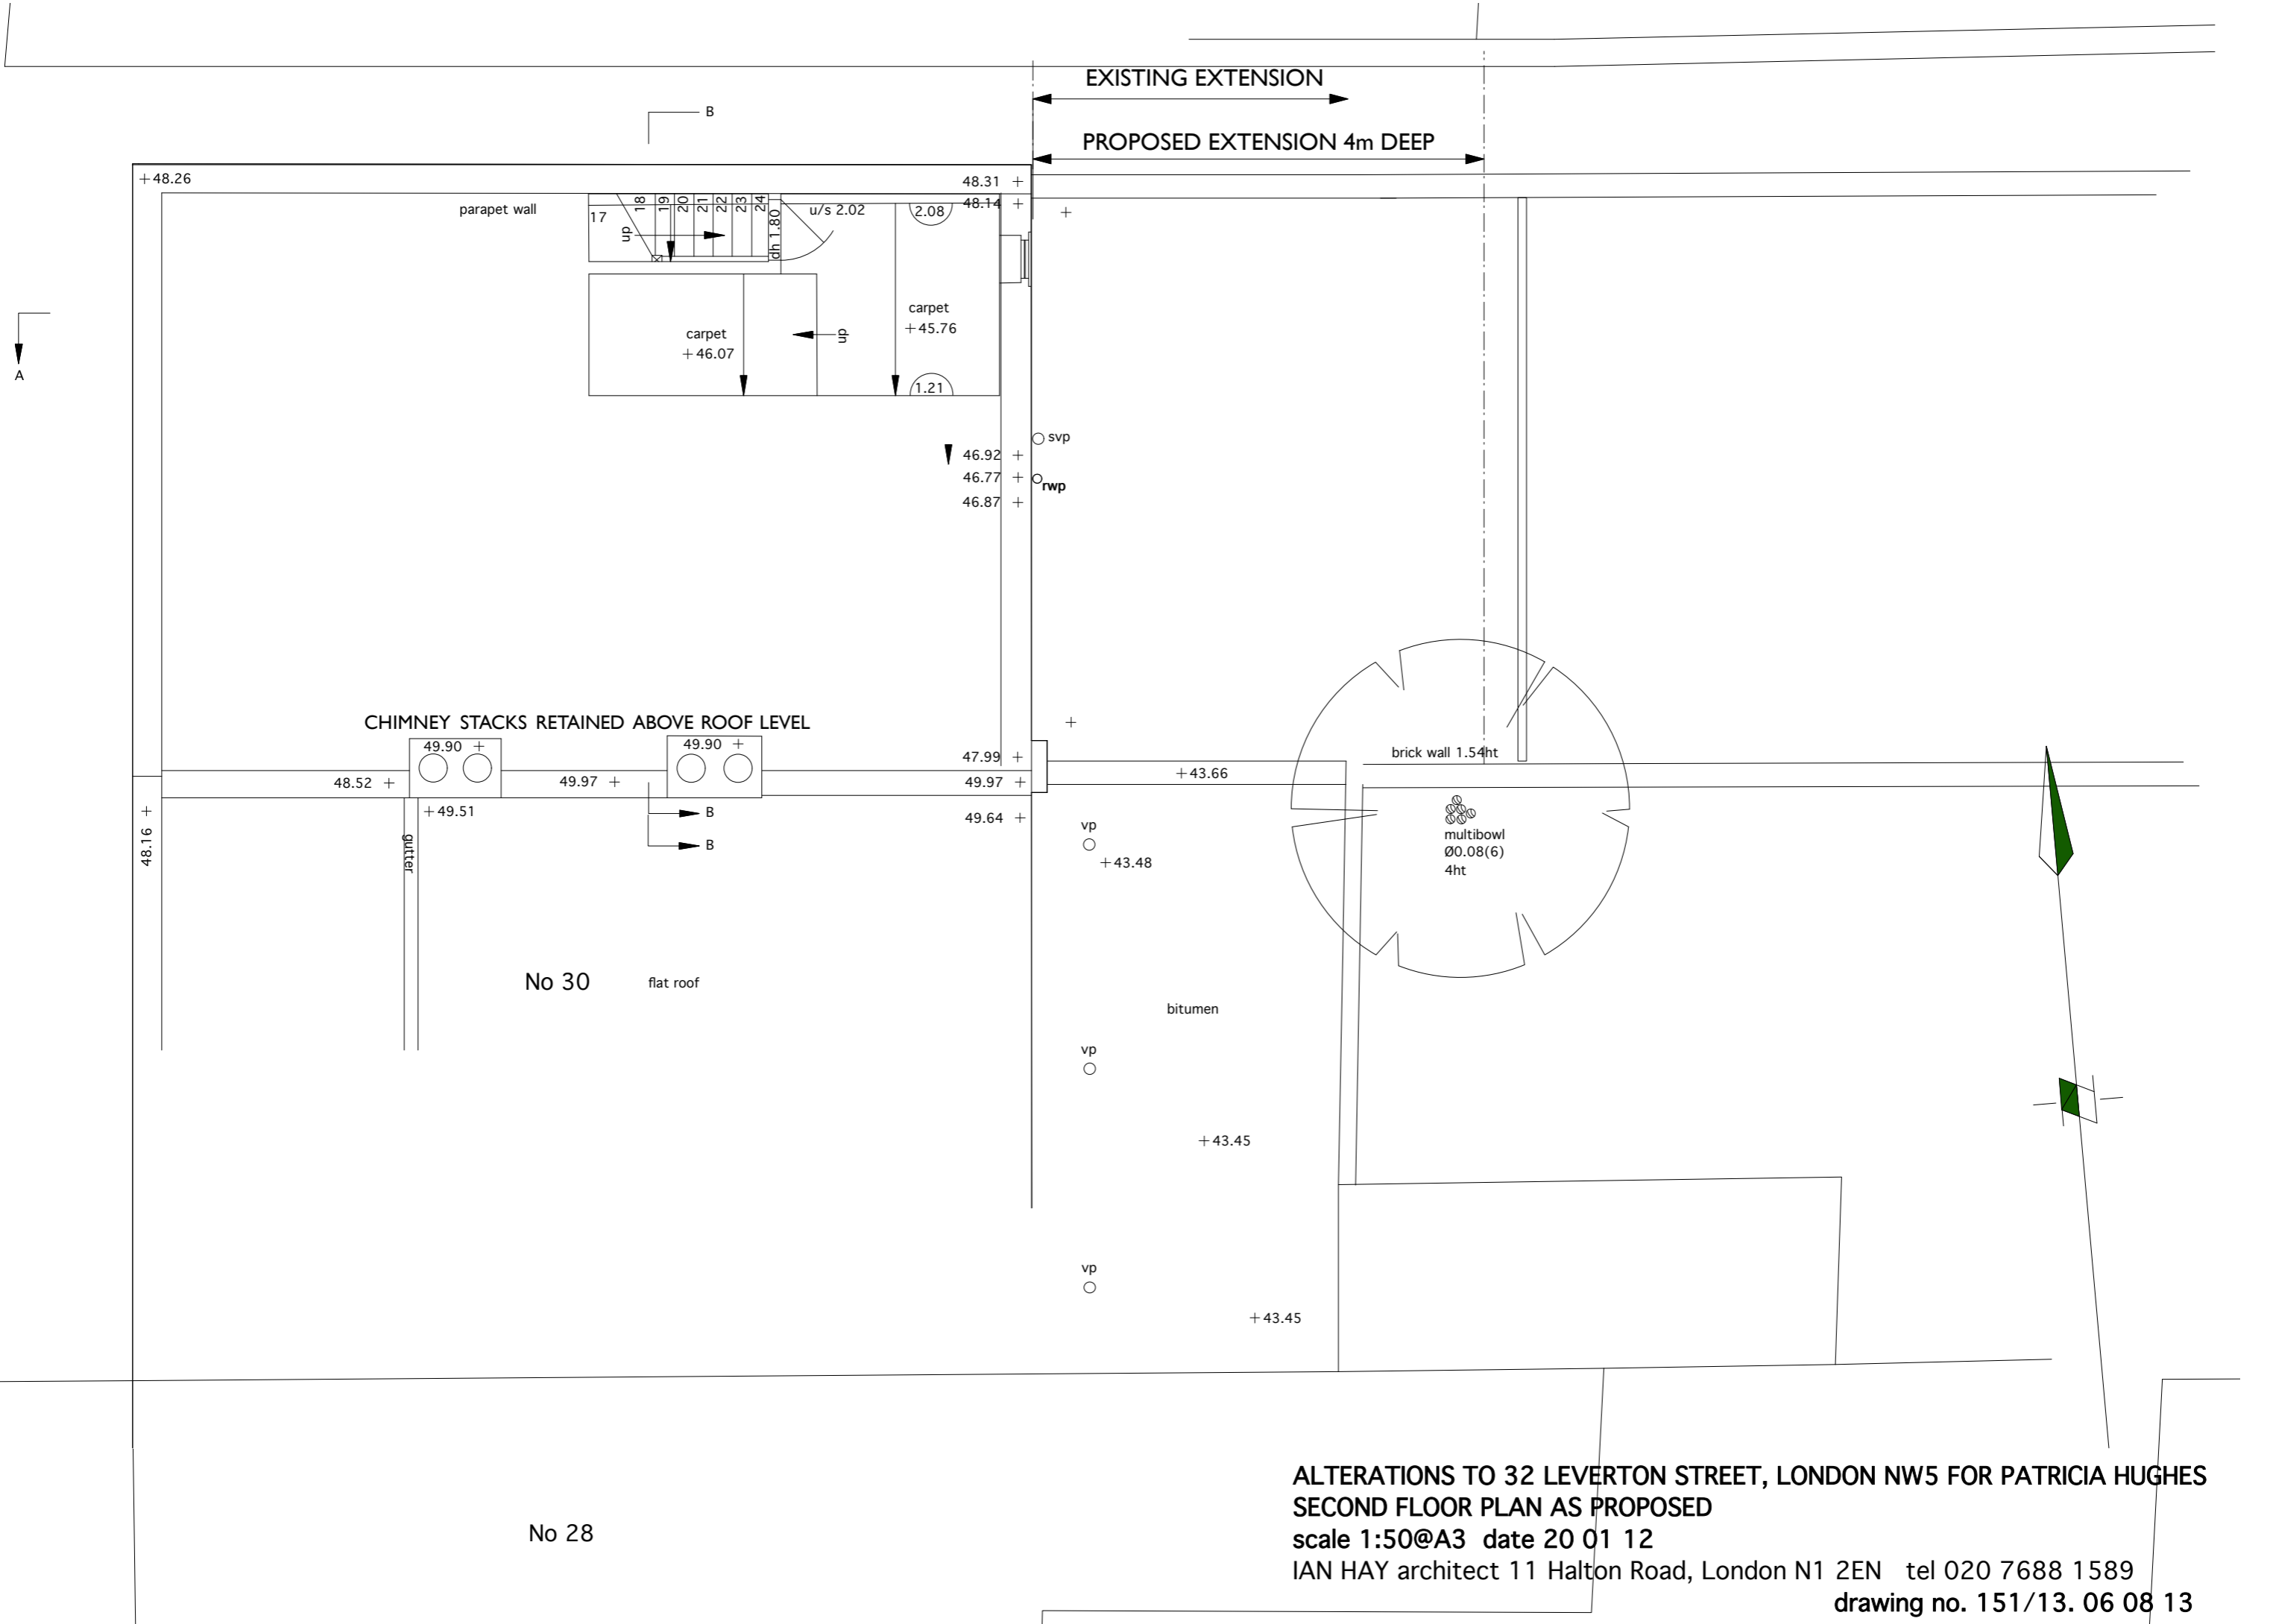 EXISTING EXTENSION
B
PROPOSED EXTENSION 4m DEEP
+48.26
48.31 +
parapet wall
17
18
19
20
21
22
23
24
up
dh 1.80
u/s 2.02
2.08
48.14 +
+
carpet
+45.76
carpet
+46.07
dn
A
1.21
svp
46.92 +
46.77 +
rwp
46.87 +
CHIMNEY STACKS RETAINED ABOVE ROOF LEVEL
+
49.90 +
49.90 +
47.99 +
brick wall 1.54ht
48.52 +
49.97 +
49.97 +
+43.66
+49.51
B
49.64 +
48.16 +
gutter
B
vp
+43.48
multibowl
Ø0.08(6)
4ht
No 30
flat roof
bitumen
vp
+43.45
vp
+43.45
No 28
ALTERATIONS TO 32 LEVERTON STREET, LONDON NW5 FOR PATRICIA HUGHES
SECOND FLOOR PLAN AS PROPOSED
scale 1:50@A3 date 20 01 12
IAN HAY architect 11 Halton Road, London N1 2EN tel 020 7688 1589
drawing no. 151/13. 06 08 13